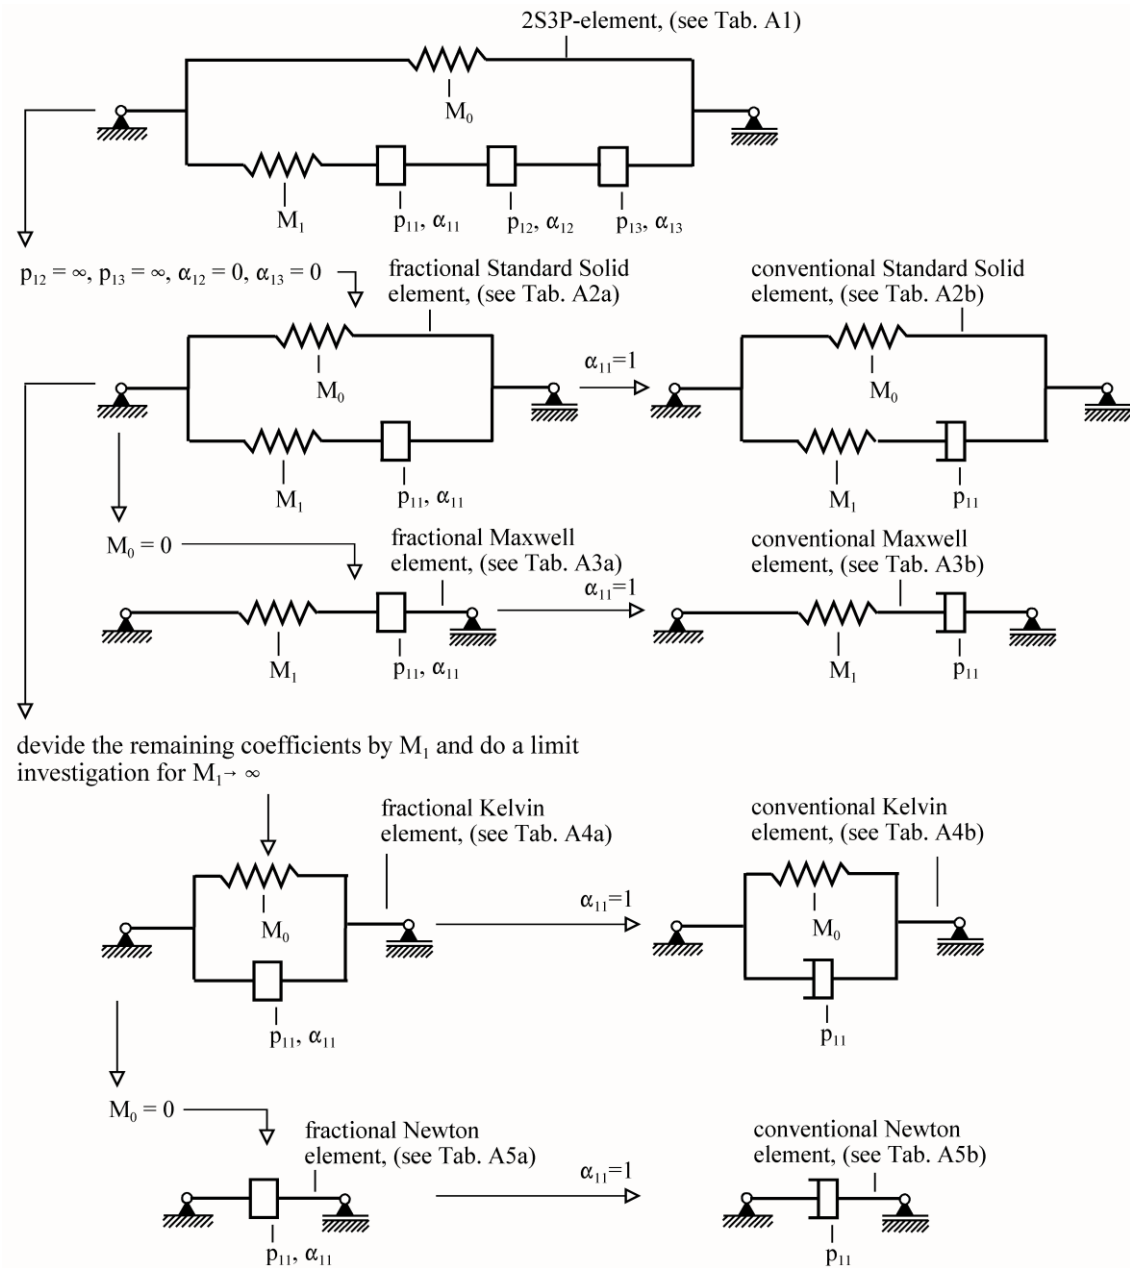 2S3P-element, (see Tab. A1)
M₀
M₁
p₁₁, α₁₁
p₁₂, α₁₂
p₁₃, α₁₃
p₁₂ = ∞, p₁₃ = ∞, α₁₂ = 0, α₁₃ = 0
fractional Standard Solid
element, (see Tab. A2a)
conventional Standard Solid
element, (see Tab. A2b)
M₀
α₁₁=1
M₀
M₁
p₁₁, α₁₁
M₁
p₁₁
M₀ = 0
fractional Maxwell
element, (see Tab. A3a)
α₁₁=1
conventional Maxwell
element, (see Tab. A3b)
M₁
p₁₁, α₁₁
M₁
p₁₁
devide the remaining coefficients by M₁ and do a limit
investigation for M₁→ ∞
fractional Kelvin
element, (see Tab. A4a)
conventional Kelvin
element, (see Tab. A4b)
α₁₁=1
M₀
M₀
p₁₁, α₁₁
p₁₁
M₀ = 0
fractional Newton
element, (see Tab. A5a)
α₁₁=1
conventional Newton
element, (see Tab. A5b)
p₁₁, α₁₁
p₁₁